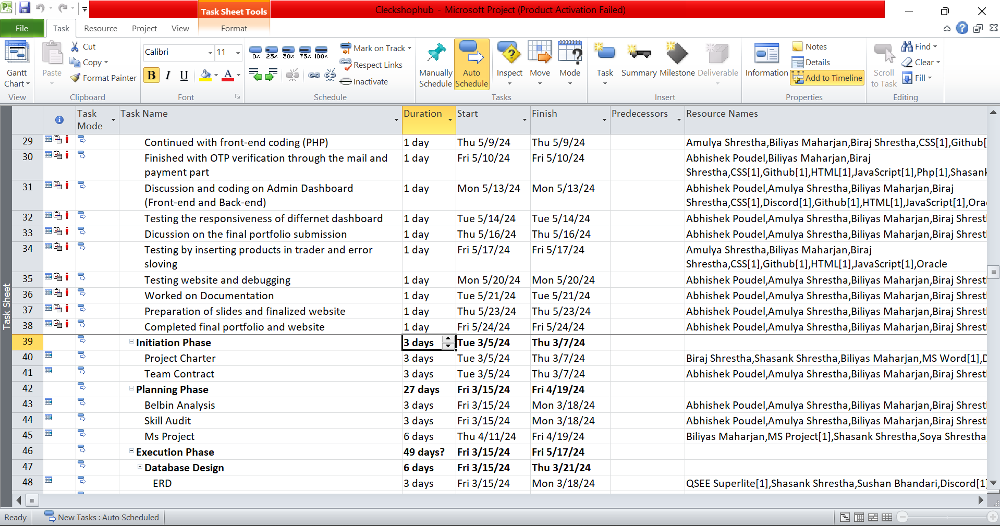 Task Sheet Tools
Cleckshophub - Microsoft Project (Product Activation Failed)
File Task Resource Project View Format
Gantt Chart
View
Paste
Cut
Copy
Format Painter
Clipboard
Calibri 11
B I U A
Font
0% 25% 50% 75% 100%
Mark on Track
Respect Links
Inactivate
Schedule
Manually Schedule
Auto Schedule
Inspect
Move
Mode
Tasks
Task
Summary
Milestone
Deliverable
Insert
Information
Notes
Details
Add to Timeline
Properties
Scroll to Task
Find
Clear
Fill
Editing
Task Mode Task Name Duration Start Finish Predecessors Resource Names
29 Continued with front-end coding (PHP) 1 day Thu 5/9/24 Thu 5/9/24 Amulya Shrestha,Biliyas Maharjan,Biraj Shrestha,CSS[1],Github[
30 Finished with OTP verification through the mail and 1 day Fri 5/10/24 Fri 5/10/24 Abhishek Poudel,Biliyas Maharjan,Biraj
payment part Shrestha,CSS[1],Github[1],HTML[1],JavaScript[1],Php[1],Shasank
31 Discussion and coding on Admin Dashboard 1 day Mon 5/13/24 Mon 5/13/24 Abhishek Poudel,Amulya Shrestha,Biliyas Maharjan,Biraj
(Front-end and Back-end) Shrestha,CSS[1],Discord[1],Github[1],HTML[1],JavaScript[1],Orac
32 Testing the responsiveness of differnet dashboard 1 day Tue 5/14/24 Tue 5/14/24 Abhishek Poudel,Amulya Shrestha,Biliyas Maharjan,Biraj Shrest
33 Dicussion on the final portfolio submission 1 day Thu 5/16/24 Thu 5/16/24 Abhishek Poudel,Amulya Shrestha,Biliyas Maharjan,Biraj Shrest
34 Testing by inserting products in trader and error 1 day Fri 5/17/24 Fri 5/17/24 Amulya Shrestha,Biliyas Maharjan,Biraj
sloving Shrestha,CSS[1],Github[1],HTML[1],JavaScript[1],Oracle
35 Testing website and debugging 1 day Mon 5/20/24 Mon 5/20/24 Abhishek Poudel,Amulya Shrestha,Biliyas Maharjan,Biraj Shrest
36 Worked on Documentation 1 day Tue 5/21/24 Tue 5/21/24 Abhishek Poudel,Amulya Shrestha,Biliyas Maharjan,Biraj Shrest
37 Preparation of slides and finalized website 1 day Thu 5/23/24 Thu 5/23/24 Abhishek Poudel,Amulya Shrestha,Biliyas Maharjan,Biraj Shrest
38 Completed final portfolio and website 1 day Fri 5/24/24 Fri 5/24/24 Abhishek Poudel,Amulya Shrestha,Biliyas Maharjan,Biraj Shrest
39 Initiation Phase 3 days Tue 3/5/24 Thu 3/7/24
40 Project Charter 3 days Tue 3/5/24 Thu 3/7/24 Biraj Shrestha,Shasank Shrestha,Biliyas Maharjan,MS Word[1],D
41 Team Contract 3 days Tue 3/5/24 Thu 3/7/24 Abhishek Poudel,Amulya Shrestha,Biliyas Maharjan,Biraj Shrest
42 Planning Phase 27 days Fri 3/15/24 Fri 4/19/24
43 Belbin Analysis 3 days Fri 3/15/24 Mon 3/18/24 Abhishek Poudel,Amulya Shrestha,Biliyas Maharjan,Biraj Shrest
44 Skill Audit 3 days Fri 3/15/24 Mon 3/18/24 Abhishek Poudel,Amulya Shrestha,Biliyas Maharjan,Biraj Shrest
45 Ms Project 6 days Thu 4/11/24 Fri 4/19/24 Biliyas Maharjan,MS Project[1],Shasank Shrestha,Soya Shrestha,
46 Execution Phase 49 days? Fri 3/15/24 Fri 5/17/24
47 Database Design 6 days Fri 3/15/24 Thu 3/21/24
48 ERD 3 days Fri 3/15/24 Mon 3/18/24 QSEE Superlite[1],Shasank Shrestha,Sushan Bhandari,Discord[1]
Task Sheet
Ready New Tasks : Auto Scheduled